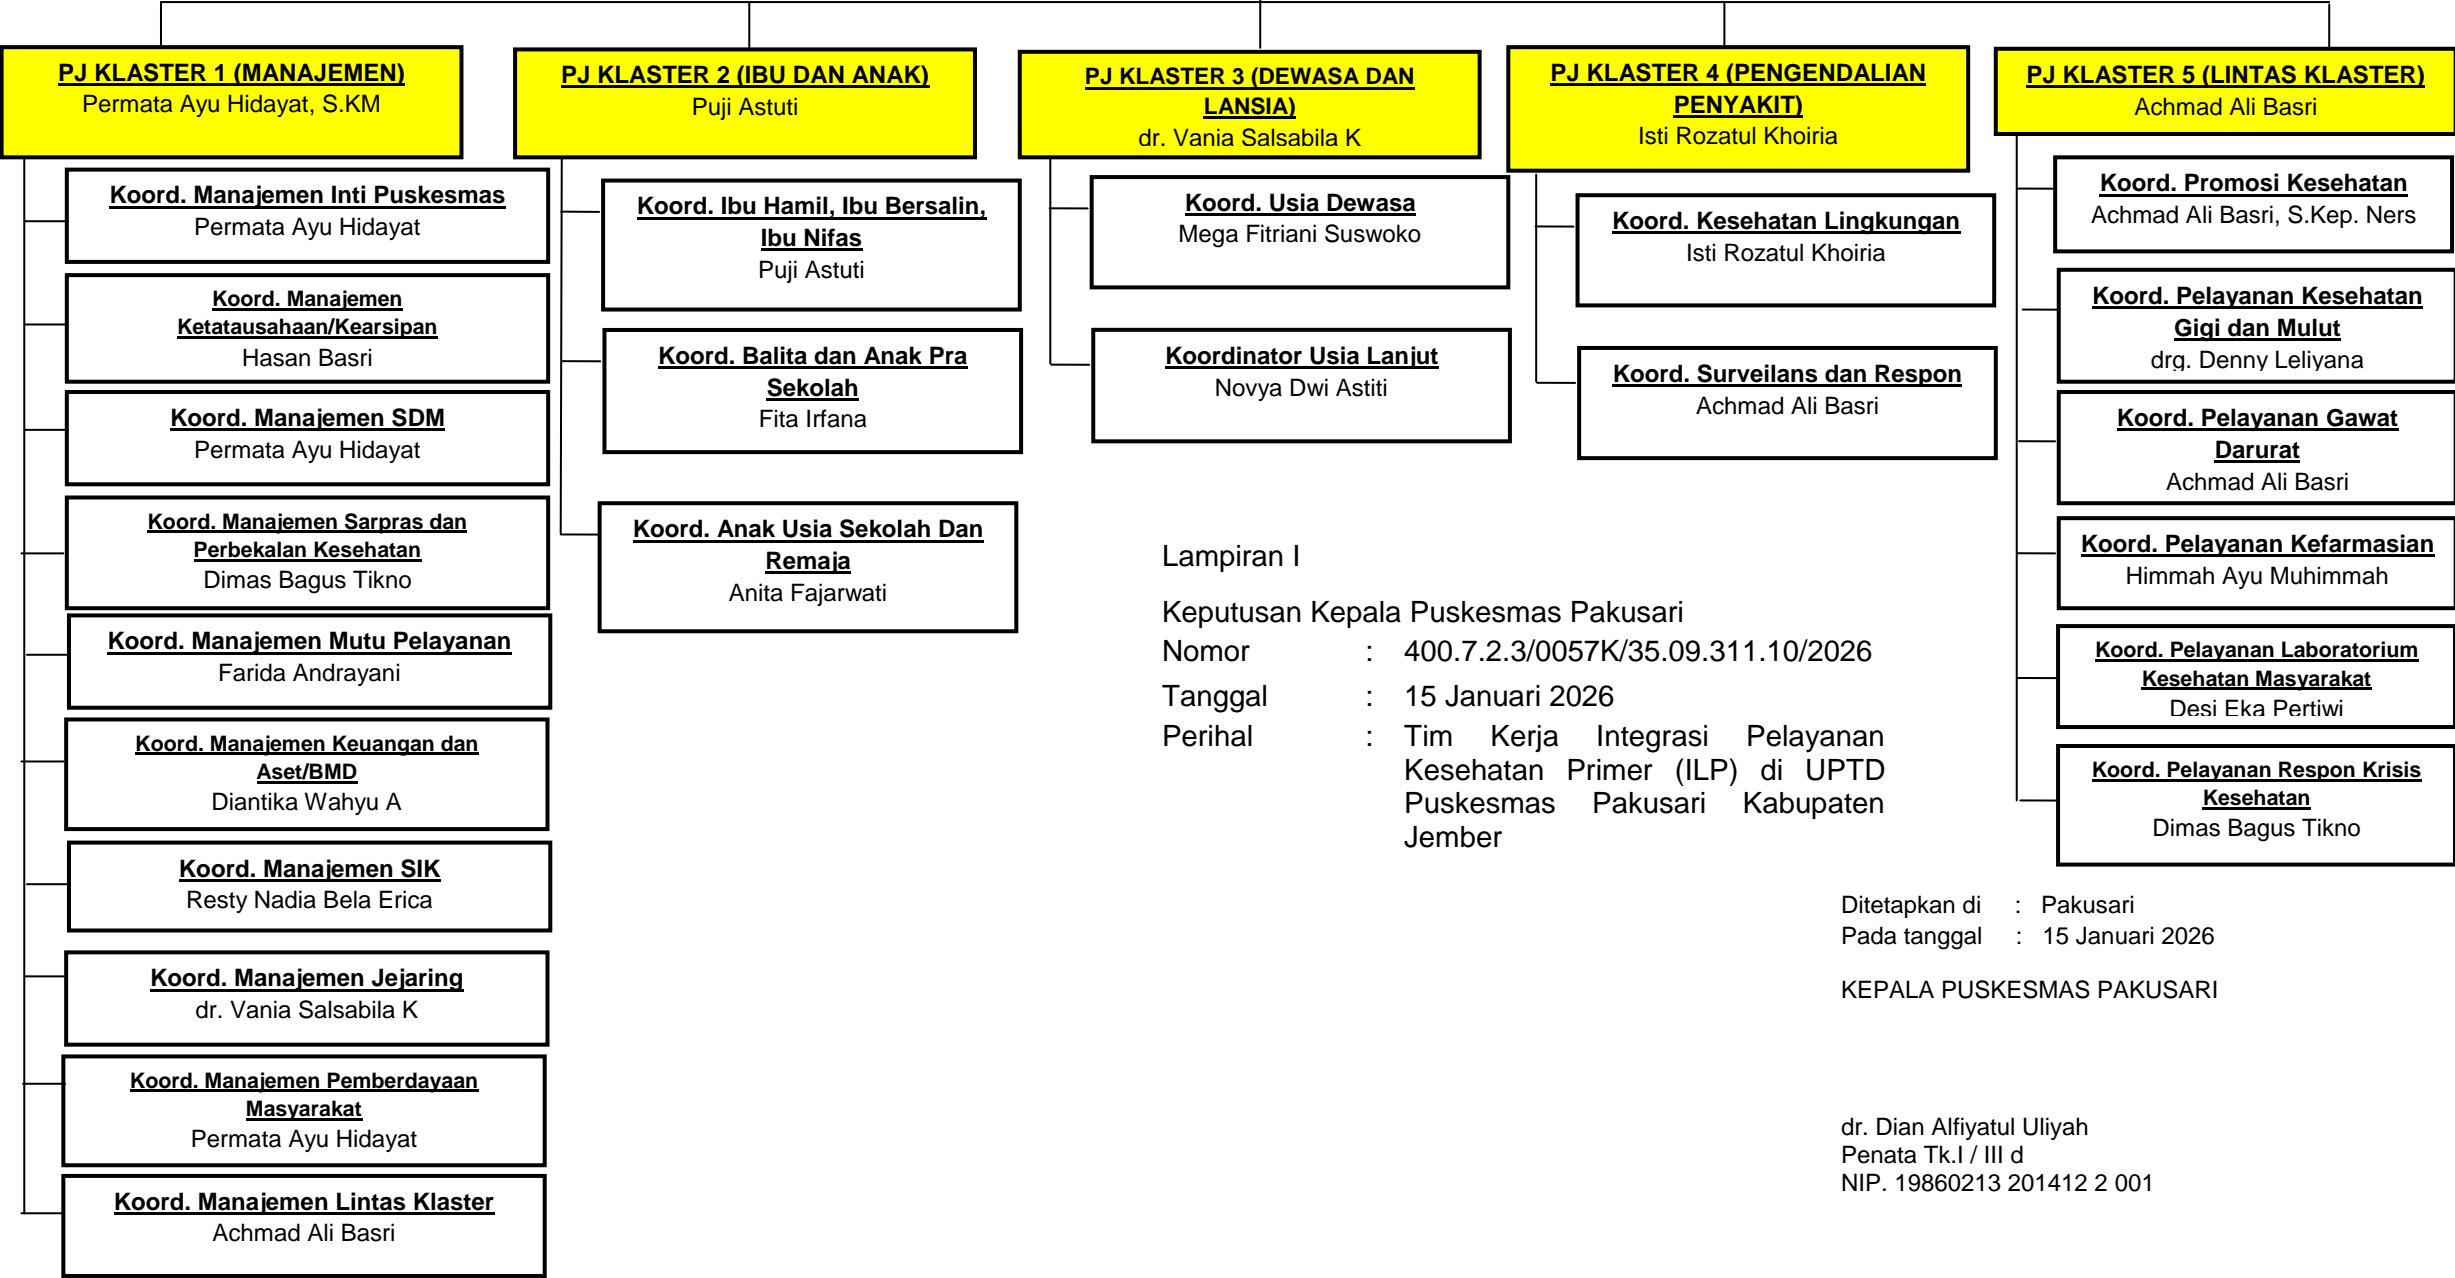 PJ KLASTER 1 (MANAJEMEN)
Permata Ayu Hidayat, S.KM
Koord. Manajemen Inti Puskesmas
Permata Ayu Hidayat
Koord. Manajemen
Ketatausahaan/Kearsipan
Hasan Basri
Koord. Manajemen SDM
Permata Ayu Hidayat
Koord. Manajemen Sarpras dan
Perbekalan Kesehatan
Dimas Bagus Tikno
Koord. Manajemen Mutu Pelayanan
Farida Andrayani
Koord. Manajemen Keuangan dan
Aset/BMD
Diantika Wahyu A
Koord. Manajemen SIK
Resty Nadia Bela Erica
Koord. Manajemen Jejaring
dr. Vania Salsabila K
Koord. Manajemen Pemberdayaan
Masyarakat
Permata Ayu Hidayat
Koord. Manajemen Lintas Klaster
Achmad Ali Basri
PJ KLASTER 2 (IBU DAN ANAK)
Puji Astuti
Koord. Ibu Hamil, Ibu Bersalin,
Ibu Nifas
Puji Astuti
Koord. Balita dan Anak Pra
Sekolah
Fita Irfana
Koord. Anak Usia Sekolah Dan
Remaja
Anita Fajarwati
PJ KLASTER 3 (DEWASA DAN
LANSIA)
dr. Vania Salsabila K
Koord. Usia Dewasa
Mega Fitriani Suswoko
Koordinator Usia Lanjut
Novya Dwi Astiti
PJ KLASTER 4 (PENGENDALIAN
PENYAKIT)
Isti Rozatul Khoiria
Koord. Kesehatan Lingkungan
Isti Rozatul Khoiria
Koord. Surveilans dan Respon
Achmad Ali Basri
PJ KLASTER 5 (LINTAS KLASTER)
Achmad Ali Basri
Koord. Promosi Kesehatan
Achmad Ali Basri, S.Kep. Ners
Koord. Pelayanan Kesehatan
Gigi dan Mulut
drg. Denny Leliyana
Koord. Pelayanan Gawat
Darurat
Achmad Ali Basri
Koord. Pelayanan Kefarmasian
Himmah Ayu Muhimmah
Koord. Pelayanan Laboratorium
Kesehatan Masyarakat
Desi Eka Pertiwi
Koord. Pelayanan Respon Krisis
Kesehatan
Dimas Bagus Tikno
Lampiran I
Keputusan Kepala Puskesmas Pakusari
Nomor : 400.7.2.3/0057K/35.09.311.10/2026
Tanggal : 15 Januari 2026
Perihal : Tim Kerja Integrasi Pelayanan
Kesehatan Primer (ILP) di UPTD
Puskesmas Pakusari Kabupaten
Jember
Ditetapkan di : Pakusari
Pada tanggal : 15 Januari 2026
KEPALA PUSKESMAS PAKUSARI
dr. Dian Alfiyatul Uliyah
Penata Tk.I / III d
NIP. 19860213 201412 2 001